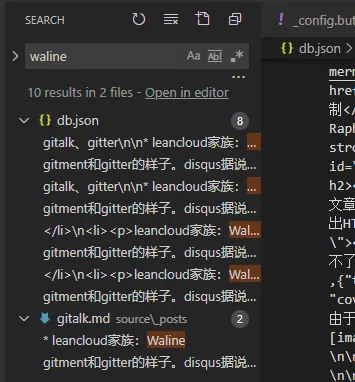 SEARCH
_config.but
waline
Aa Abl .*
10 results in 2 files - Open in editor
db.json 8
gitalk、gitter\n\n* leancloud家族：...
gitment和gitter的样子。disqus据说...
gitalk、gitter\n\n* leancloud家族：...
gitment和gitter的样子。disqus据说...
</li>\n<li><p>leancloud家族：Wal...
gitment和gitter的样子。disqus据说...
</li>\n<li><p>leancloud家族：Wal...
gitment和gitter的样子。disqus据说...
gitalk.md source\_posts 2
* leancloud家族：Waline
gitment和gitter的样子。disqus据说...
{} db.json
merm
href
制</
Raph
stro
id=\
h2><
文章
出HT
\"><
不了
,{"t
"cov
由于
[ima
\n\n
\n\n